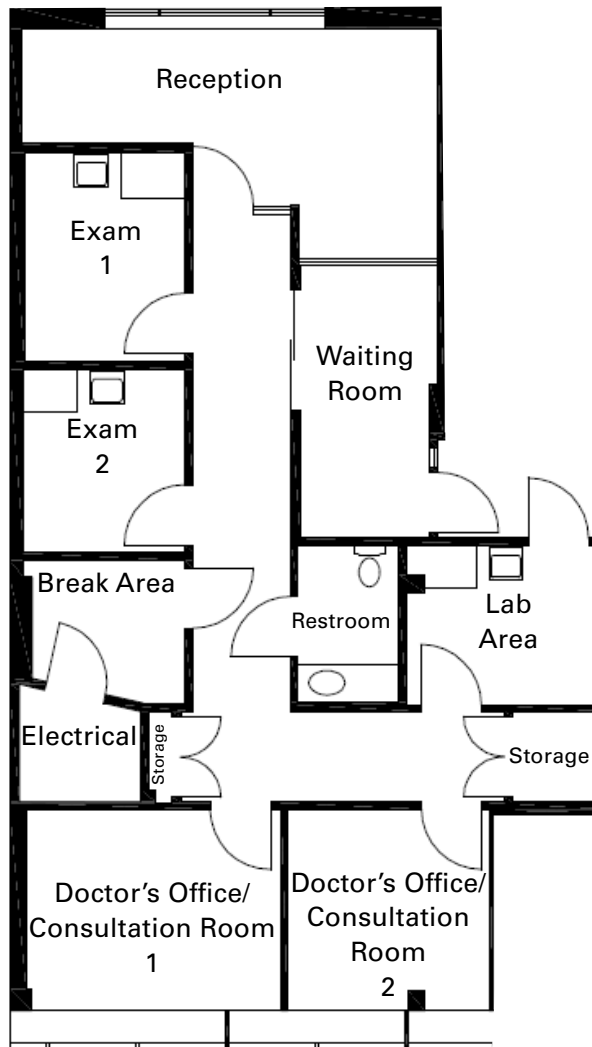 Reception
Exam
1
Waiting
Room
Exam
2
Break Area
Restroom
Lab
Area
Electrical
Storage
Storage
Doctor’s Office/
Consultation Room
1
Doctor’s Office/
Consultation
Room
2